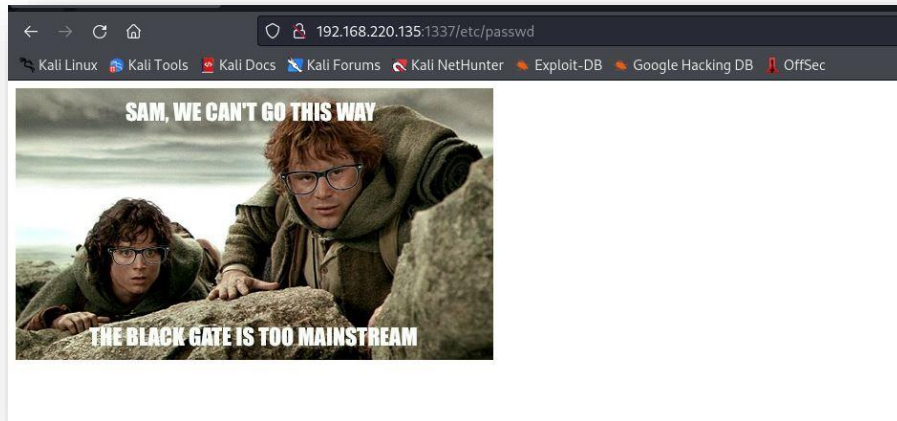 192.168.220.135:1337/etc/passwd
Kali Linux Kali Tools Kali Docs Kali Forums Kali NetHunter Exploit-DB Google Hacking DB OffSec
SAM, WE CAN'T GO THIS WAY
THE BLACK GATE IS TOO MAINSTREAM